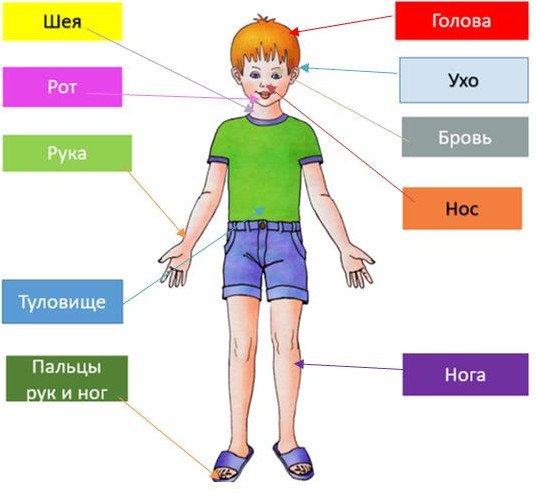 Шея
Рот
Рука
Туловище
Пальцы
рук и ног
Голова
Ухо
Бровь
Нос
Нога